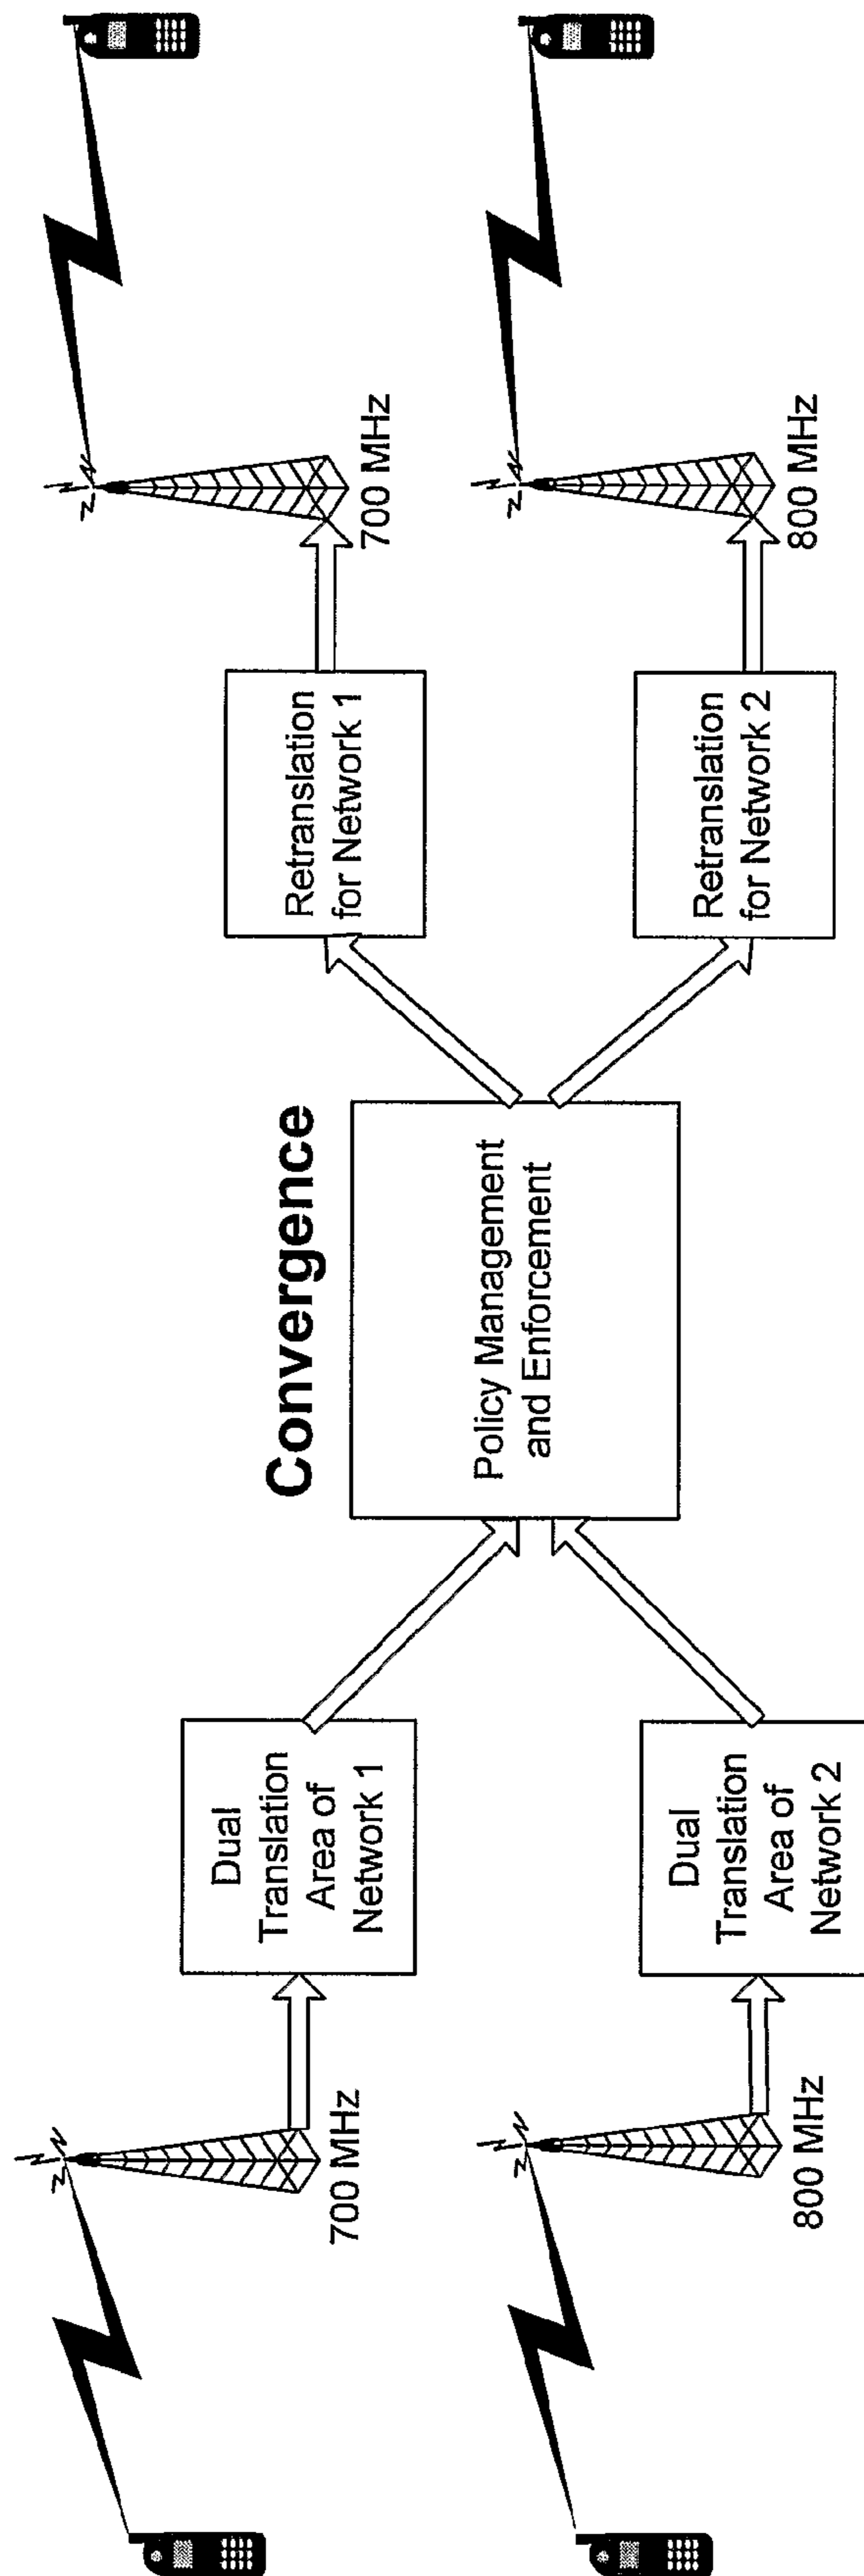 Convergence
700 MHz
Dual
Translation
Area of
Network 1
800 MHz
Dual
Translation
Area of
Network 2
Policy Management
and Enforcement
Retranslation
for Network 1
700 MHz
Retranslation
for Network 2
800 MHz